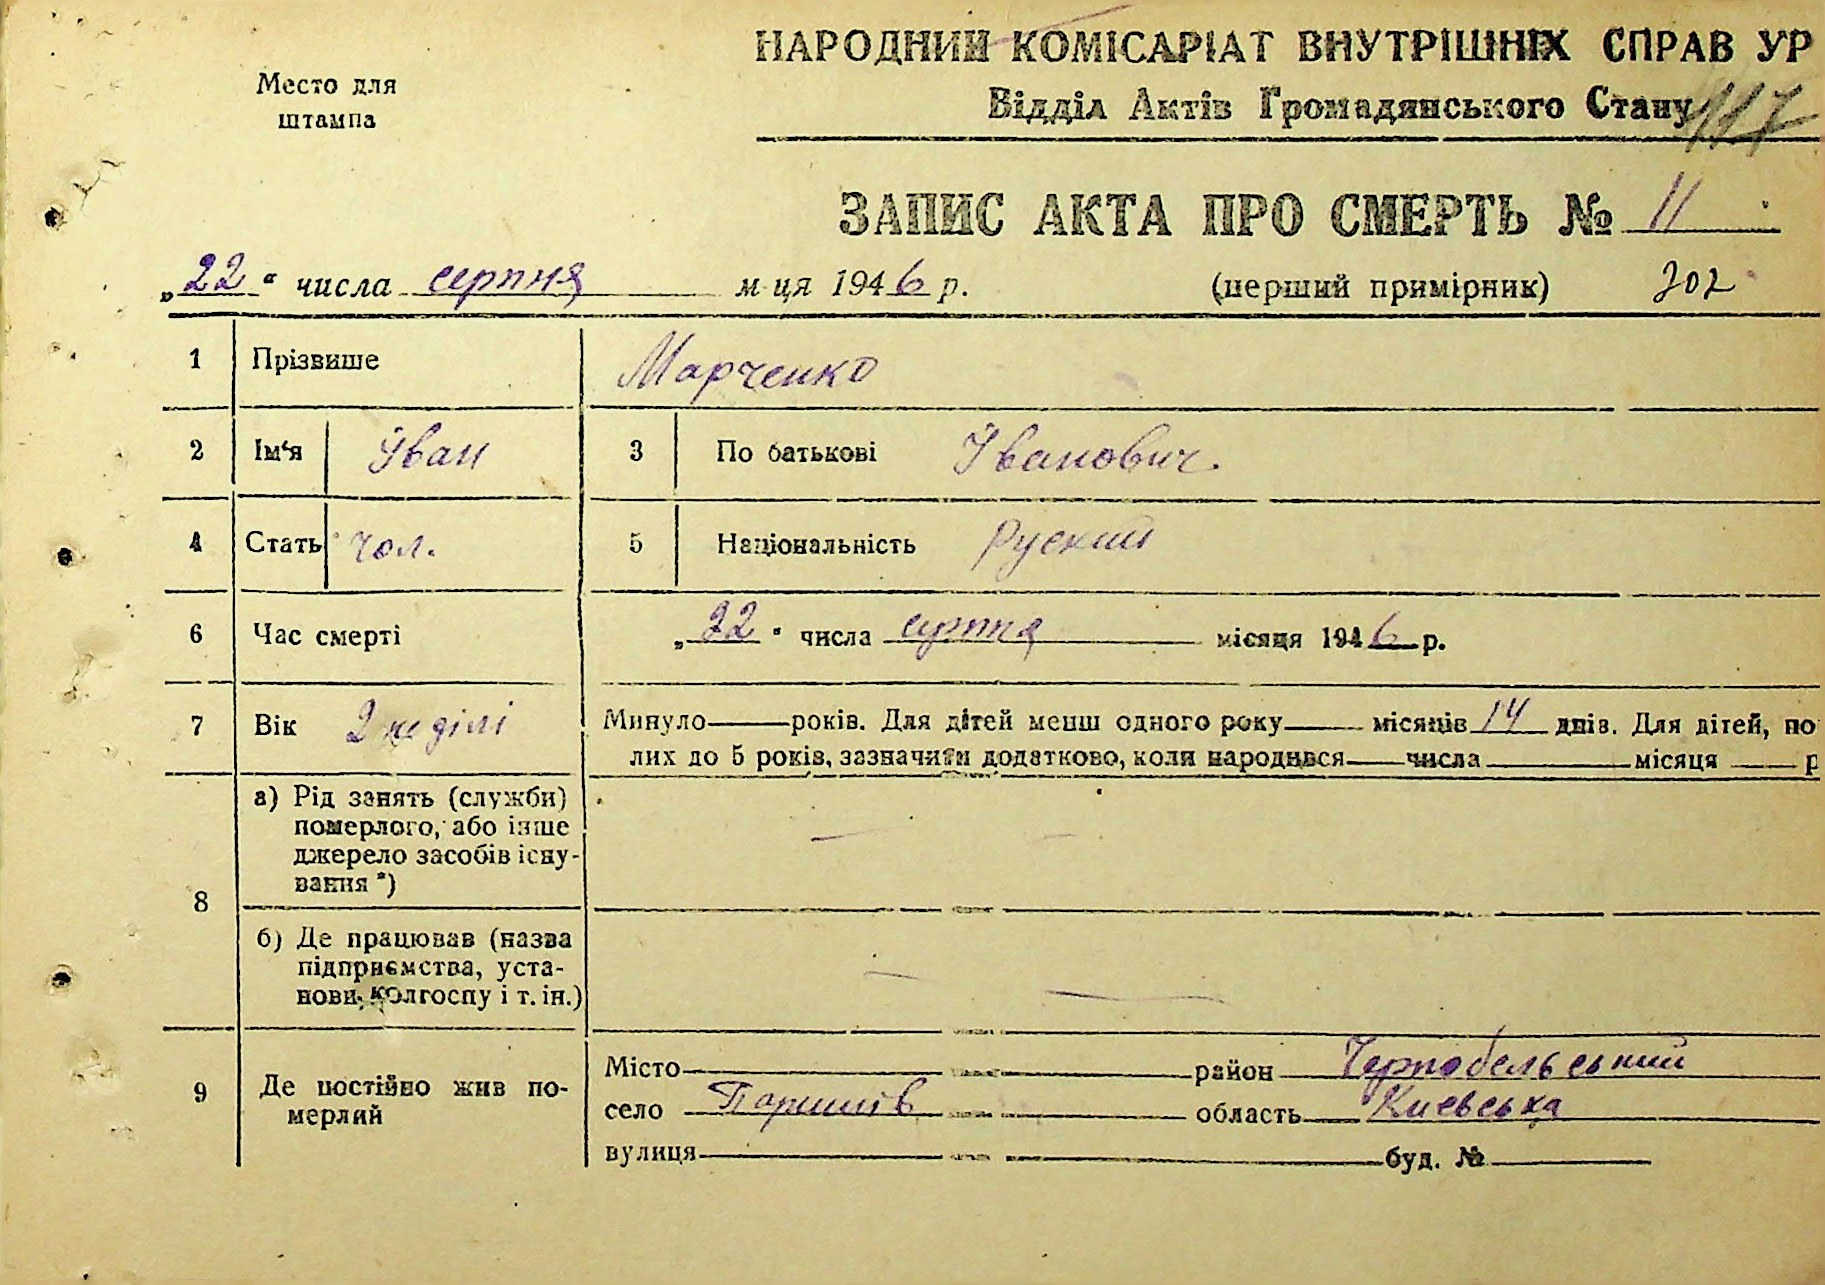 НАРОДНИЙ КОМІСАРІАТ ВНУТРІШНІХ СПРАВ УР
Место для
штампа
Відділ Актів Громадянського Стану
117
ЗАПИС АКТА ПРО СМЕРТЬ № 11
„22“ числа серпня м-ця 1946 р. (перший примірник) 202
1 Прізвише Марченко
2 Ім‘я Іван 3 По батькові Іванович.
4 Стать чол. 5 Національність Руский
6 Час смерті „22“ числа серпня місяця 1946 р.
7 Вік 2 неділі Минуло — років. Для дітей менш одного року — місяців 14 днів. Для дітей, по
лих до 5 років, зазначити додатково, коли народився — числа — місяця — р
8 а) Рід занять (служби)
померлого, або інше
джерело засобів існу-
вання *)
б) Де працював (назва
підприємства, уста-
нови, колгоспу і т. ін.)
9 Де постійно жив по-
мерлий
Місто район Чернобельський
село Паришів область Киевська
вулиця буд. №